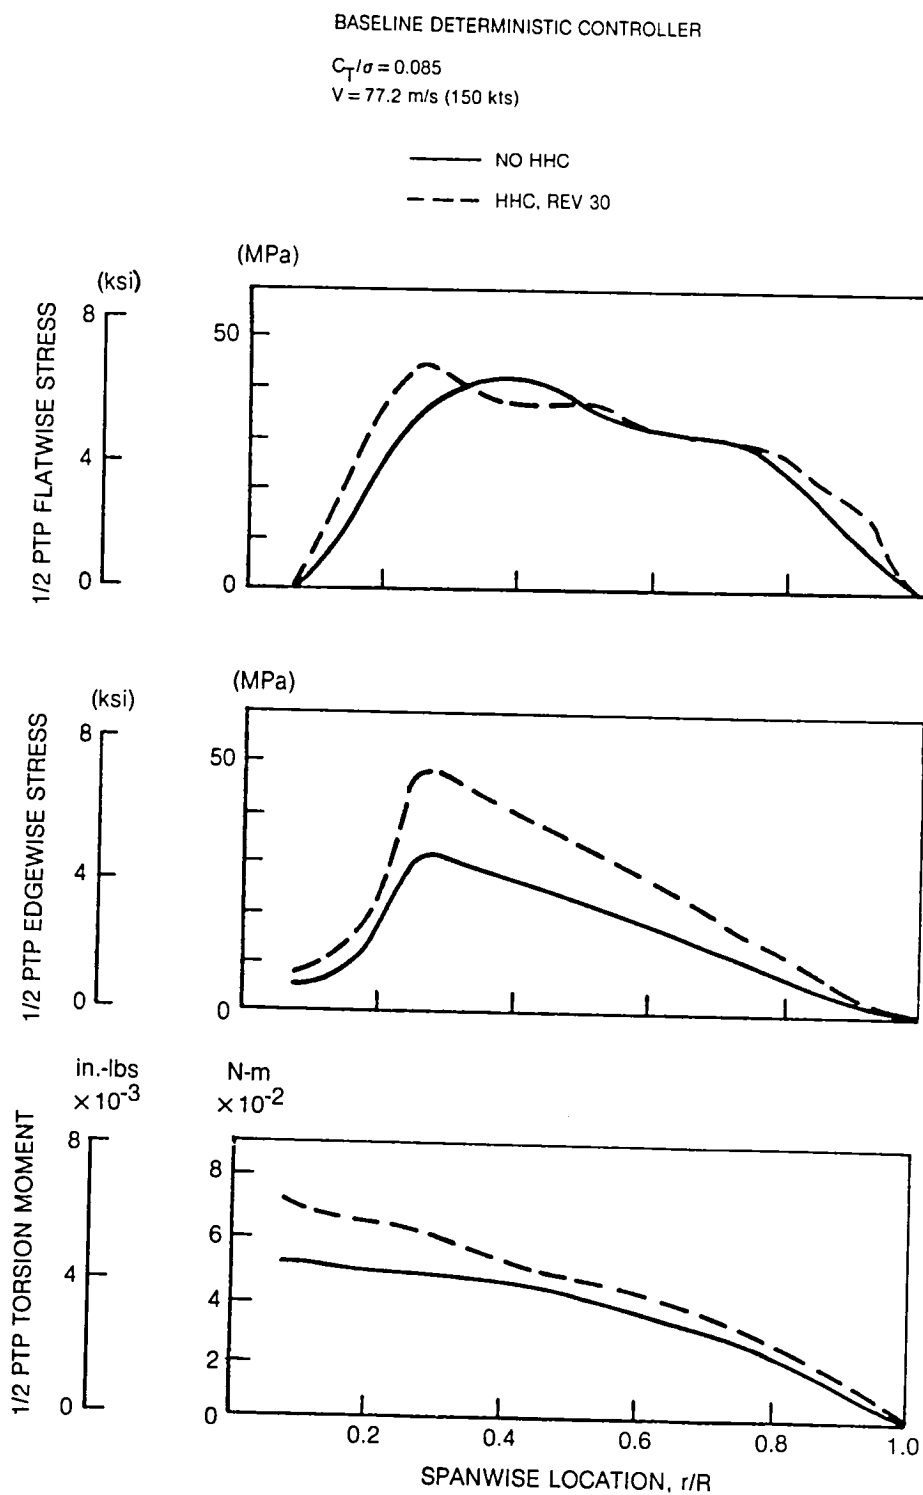 BASELINE DETERMINISTIC CONTROLLER
C_T/σ = 0.085
V = 77.2 m/s (150 kts)
NO HHC
HHC, REV 30
(MPa)
(ksi)
1/2 PTP FLATWISE STRESS
8
4
0
50
0
(MPa)
(ksi)
1/2 PTP EDGEWISE STRESS
8
4
0
50
0
in.-lbs
×10⁻³
N-m
×10⁻²
1/2 PTP TORSION MOMENT
8
4
0
8
6
4
2
0
0.2 0.4 0.6 0.8 1.0
SPANWISE LOCATION, r/R